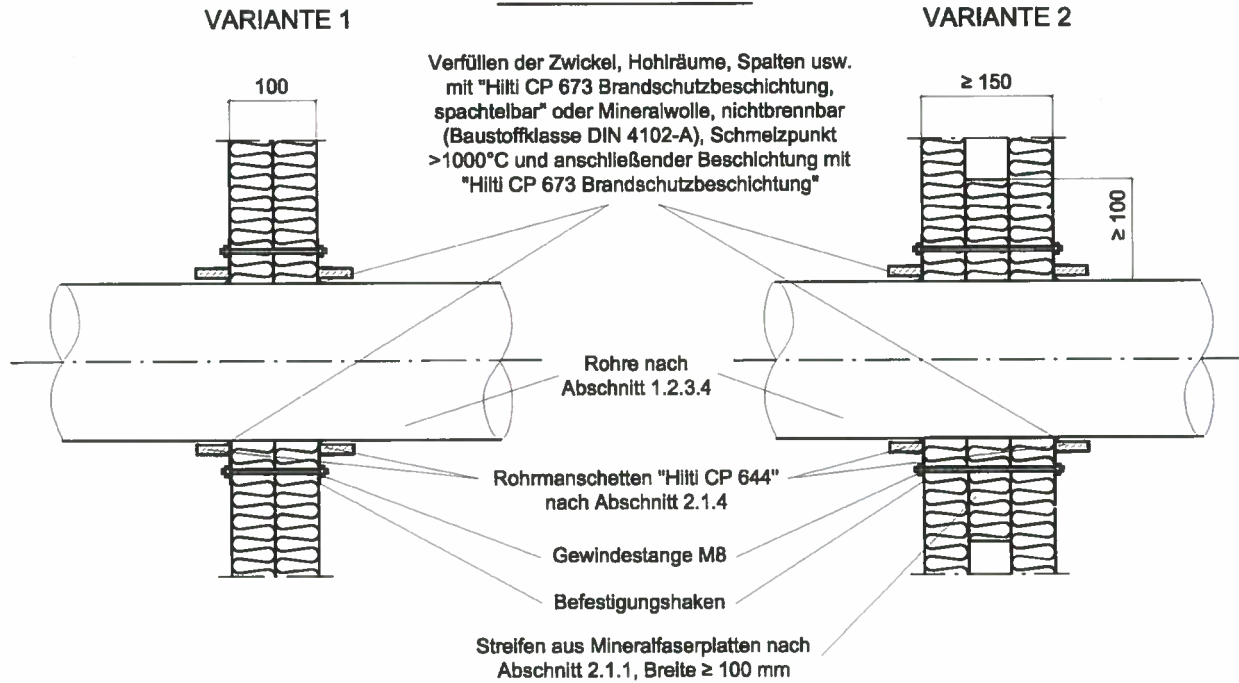 VARIANTE 1
VARIANTE 2
Verfüllen der Zwickel, Hohlräume, Spalten usw.
mit "Hilti CP 673 Brandschutzbeschichtung,
spachtelbar" oder Mineralwolle, nichtbrennbar
(Baustoffklasse DIN 4102-A), Schmelzpunkt
>1000°C und anschließender Beschichtung mit
"Hilti CP 673 Brandschutzbeschichtung"
100
≥ 150
≥ 100
Rohre nach
Abschnitt 1.2.3.4
Rohrmanschetten "Hilti CP 644"
nach Abschnitt 2.1.4
Gewindestange M8
Befestigungshaken
Streifen aus Mineralfaserplatten nach
Abschnitt 2.1.1, Breite ≥ 100 mm